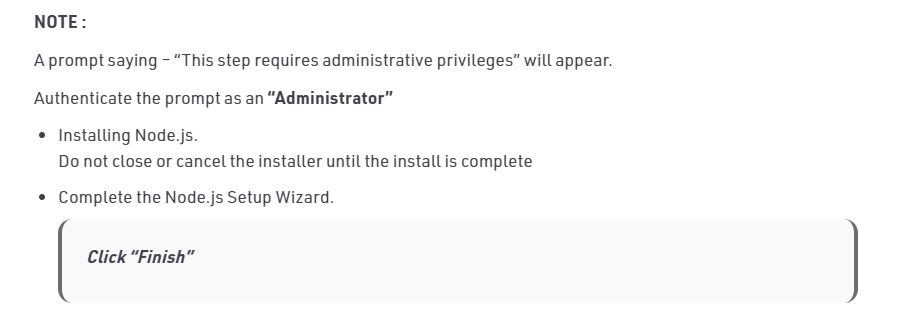 NOTE :
A prompt saying – “This step requires administrative privileges” will appear.
Authenticate the prompt as an “Administrator”
• Installing Node.js.
Do not close or cancel the installer until the install is complete
• Complete the Node.js Setup Wizard.
Click “Finish”